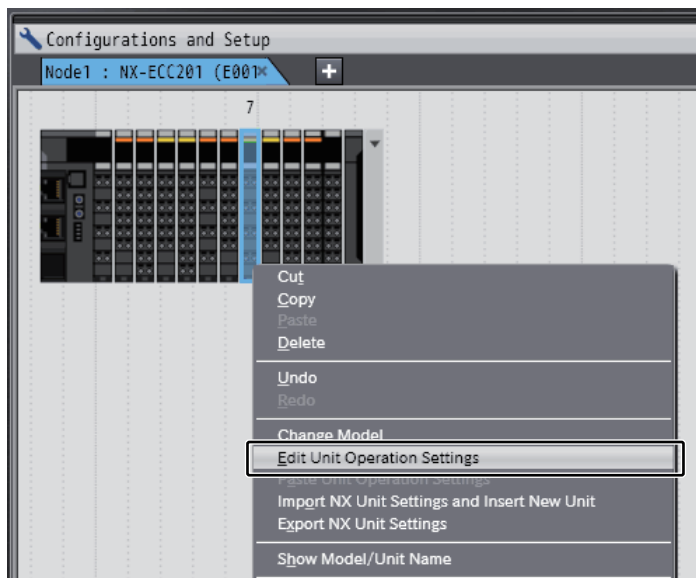 Configurations and Setup
Node1 : NX-ECC201 (E001
7
Cut
Copy
Paste
Delete
Undo
Redo
Change Model
Edit Unit Operation Settings
Paste Unit Operation Settings
Import NX Unit Settings and Insert New Unit
Export NX Unit Settings
Show Model/Unit Name